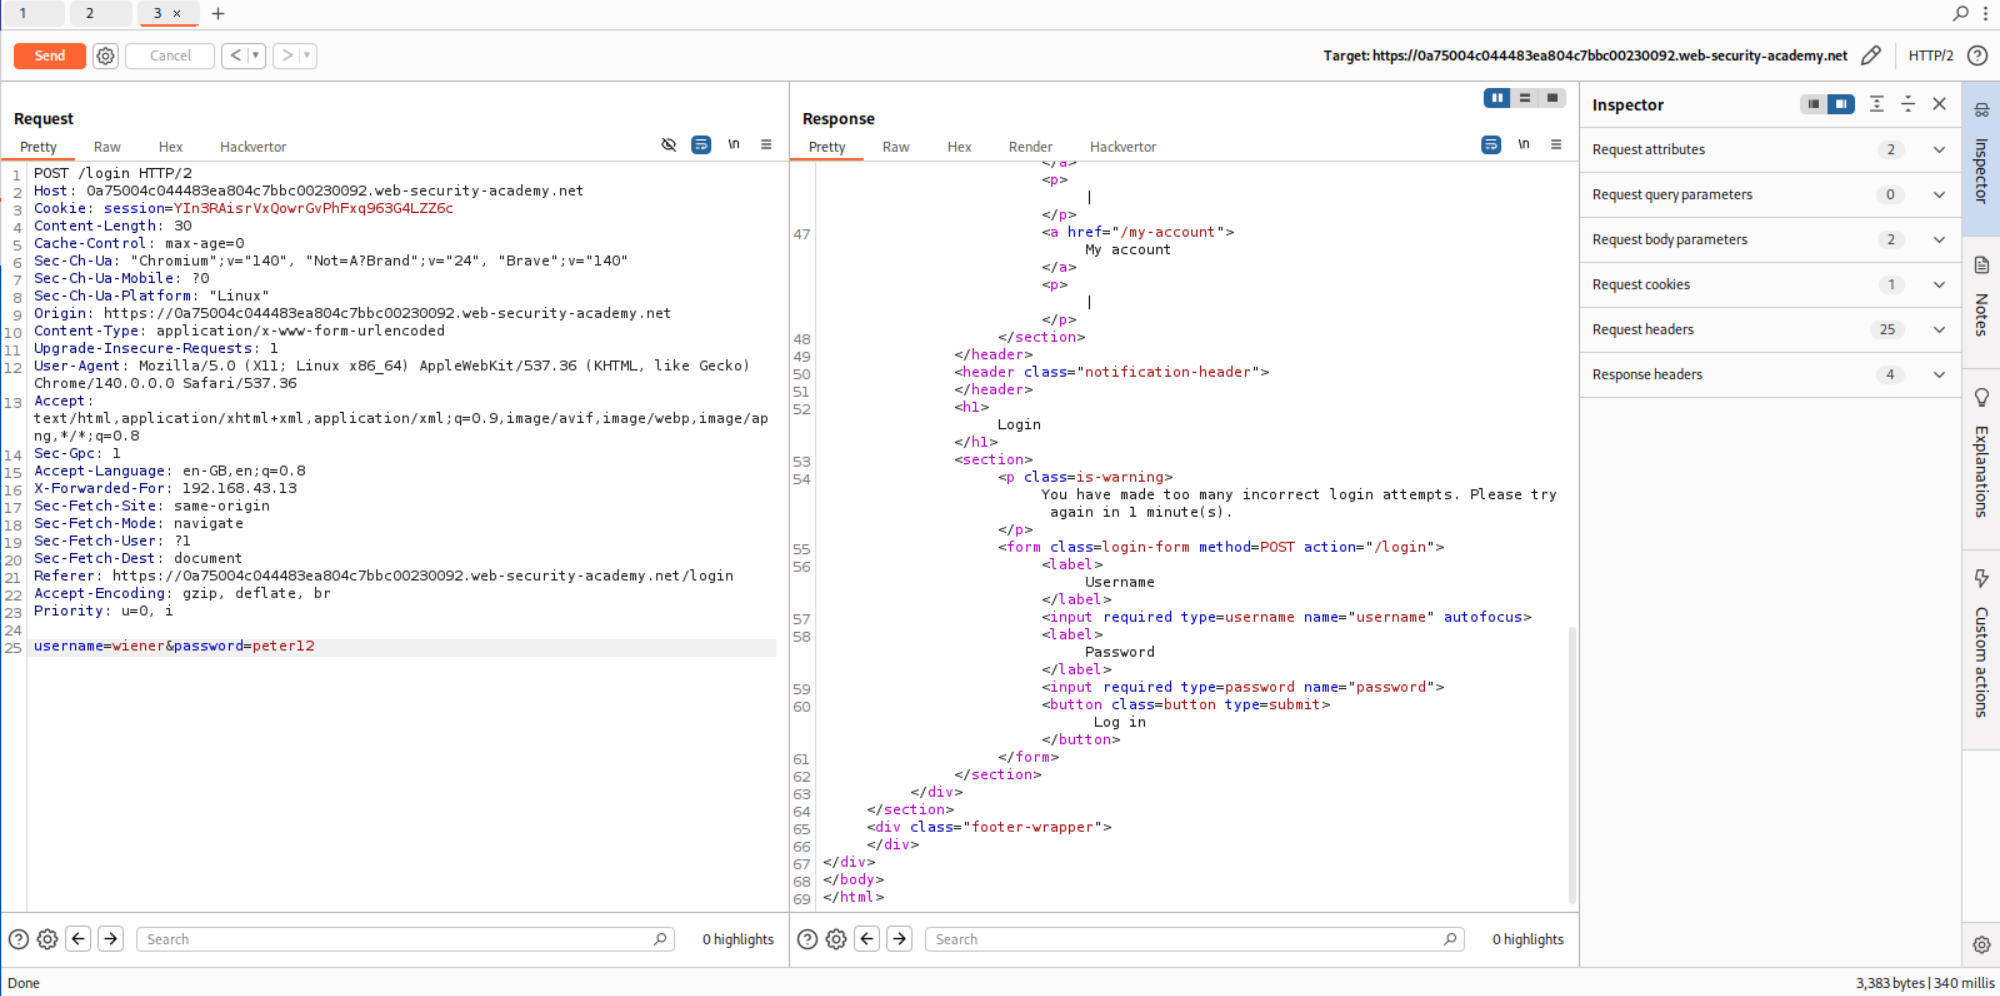 1
2
3 ×
+
Send
Cancel
Target: https://0a75004c044483ea804c7bbc00230092.web-security-academy.net
HTTP/2
Request
Pretty Raw Hex Hackvertor
\n
1 POST /login HTTP/2
2 Host: 0a75004c044483ea804c7bbc00230092.web-security-academy.net
3 Cookie: session=YIn3RAisrVxQowrGvPhFxq963G4LZZ6c
4 Content-Length: 30
5 Cache-Control: max-age=0
6 Sec-Ch-Ua: "Chromium";v="140", "Not=A?Brand";v="24", "Brave";v="140"
7 Sec-Ch-Ua-Mobile: ?0
8 Sec-Ch-Ua-Platform: "Linux"
9 Origin: https://0a75004c044483ea804c7bbc00230092.web-security-academy.net
10 Content-Type: application/x-www-form-urlencoded
11 Upgrade-Insecure-Requests: 1
12 User-Agent: Mozilla/5.0 (X11; Linux x86_64) AppleWebKit/537.36 (KHTML, like Gecko)
Chrome/140.0.0.0 Safari/537.36
13 Accept:
text/html,application/xhtml+xml,application/xml;q=0.9,image/avif,image/webp,image/ap
ng,*/*;q=0.8
14 Sec-Gpc: 1
15 Accept-Language: en-GB,en;q=0.8
16 X-Forwarded-For: 192.168.43.13
17 Sec-Fetch-Site: same-origin
18 Sec-Fetch-Mode: navigate
19 Sec-Fetch-User: ?1
20 Sec-Fetch-Dest: document
21 Referer: https://0a75004c044483ea804c7bbc00230092.web-security-academy.net/login
22 Accept-Encoding: gzip, deflate, br
23 Priority: u=0, i
24
25 username=wiener&password=peter12
Search
0 highlights
Response
Pretty Raw Hex Render Hackvertor
\n
</a>
<p>
|
</p>
47 <a href="/my-account">
My account
</a>
<p>
|
</p>
48 </section>
49 </header>
50 <header class="notification-header">
51 </header>
52 <h1>
Login
</h1>
53 <section>
54 <p class=is-warning>
You have made too many incorrect login attempts. Please try
again in 1 minute(s).
</p>
55 <form class=login-form method=POST action="/login">
56 <label>
Username
</label>
57 <input required type=username name="username" autofocus>
58 <label>
Password
</label>
59 <input required type=password name="password">
60 <button class=button type=submit>
Log in
</button>
61 </form>
62 </section>
63 </div>
64 </section>
65 <div class="footer-wrapper">
66 </div>
67 </div>
68 </body>
69 </html>
Search
0 highlights
Inspector
Request attributes 2
Request query parameters 0
Request body parameters 2
Request cookies 1
Request headers 25
Response headers 4
Inspector
Notes
Explanations
Custom actions
Done
3,383 bytes | 340 millis